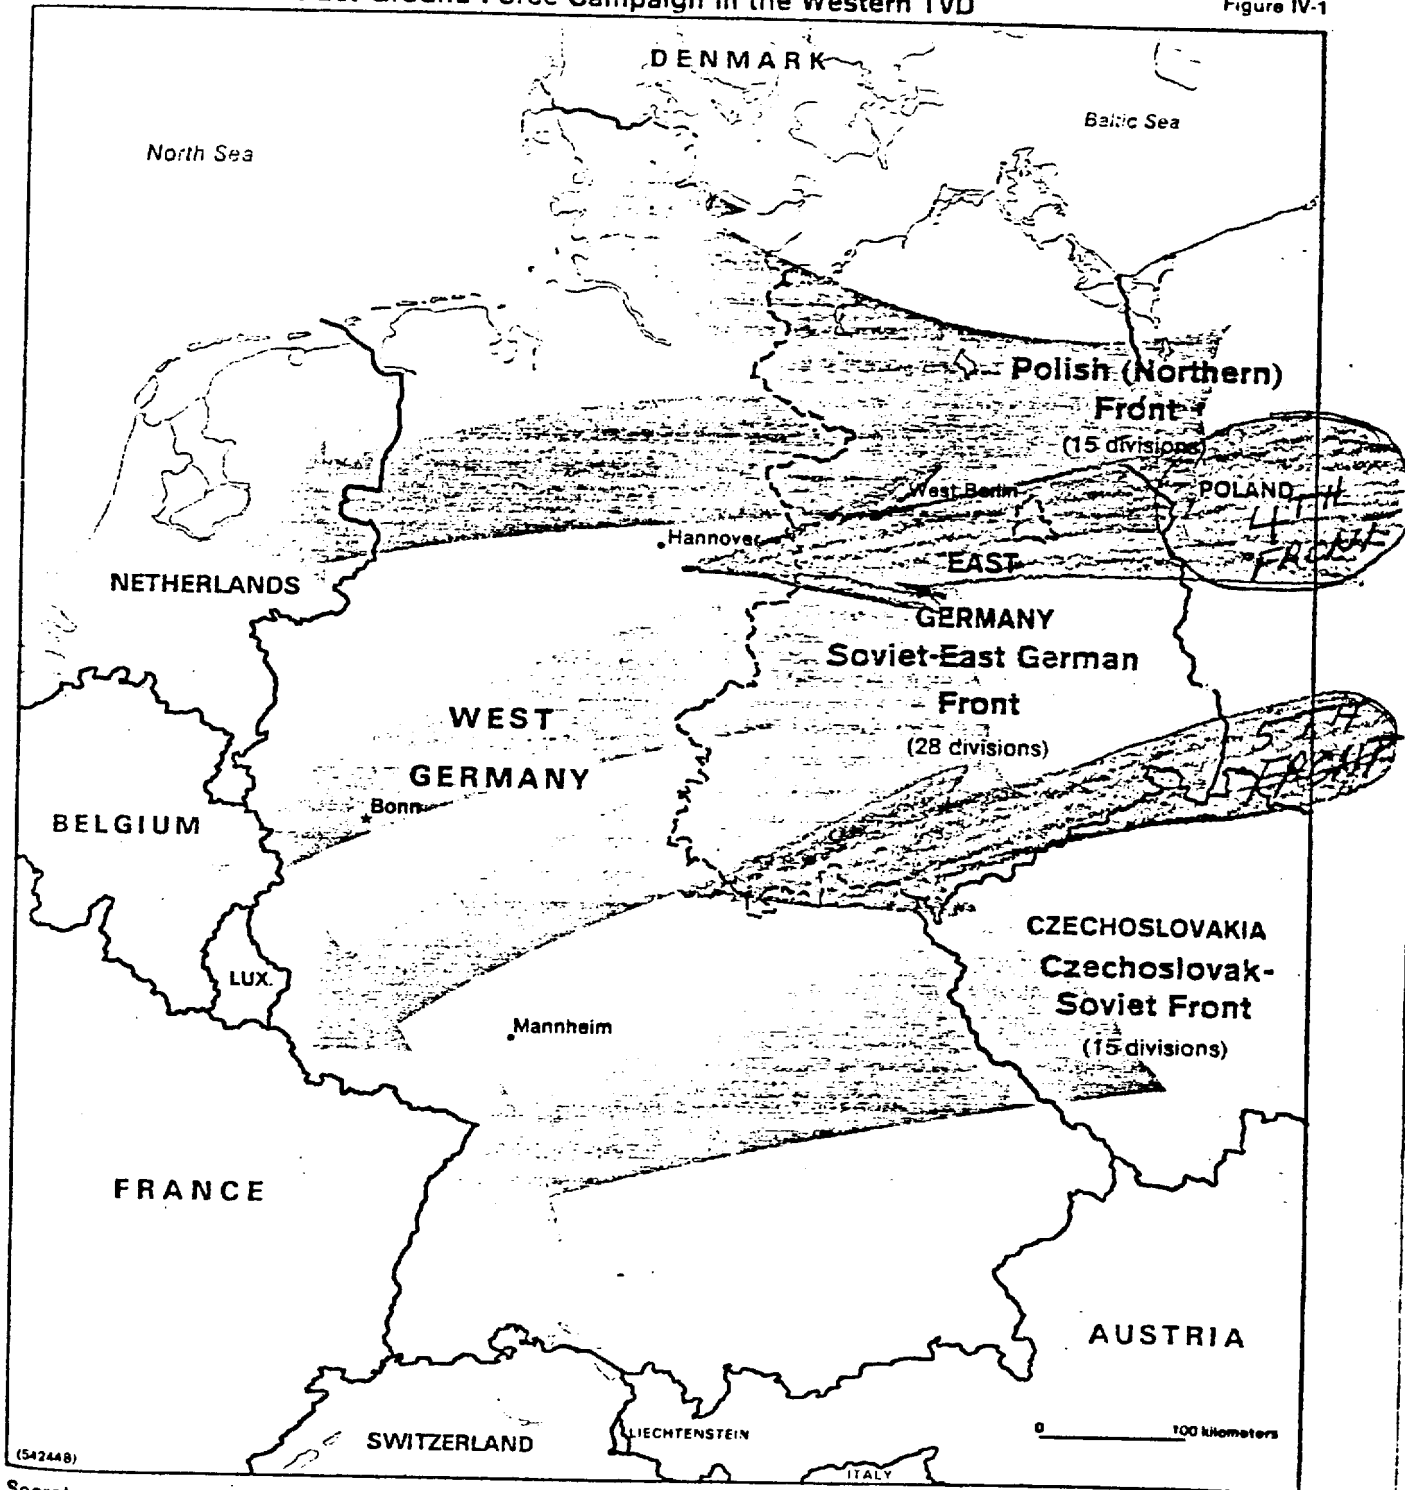 Ground Force Campaign in the Western TVD
Figure IV-1
DENMARK
Baltic Sea
North Sea
Polish (Northern)
Front
(15 divisions)
West Berlin
POLAND
4TH
FRONT
Hannover
EAST
NETHERLANDS
GERMANY
Soviet-East German
Front
(28 divisions)
WEST
GERMANY
5TH
FRONT
Bonn
BELGIUM
CZECHOSLOVAKIA
Czechoslovak-
Soviet Front
(15 divisions)
LUX.
Mannheim
FRANCE
AUSTRIA
0 100 kilometers
LIECHTENSTEIN
SWITZERLAND
(542448)
ITALY